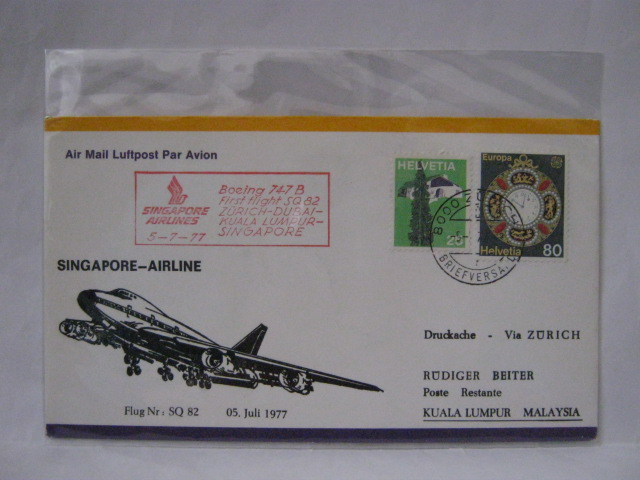 Air Mail Luftpost Par Avion
SINGAPORE
AIRLINES
5-7-77
Boeing 747 B
First flight SQ 82
ZÜRICH-DUBAI-
KUALA LUMPUR-
SINGAPORE
HELVETIA
Europa
80
Helvetia
8000
BRIEFVERSA
SINGAPORE-AIRLINE
Druckache - Via ZÜRICH
RÜDIGER BEITER
Poste Restante
KUALA LUMPUR MALAYSIA
Flug Nr: SQ 82 05. Juli 1977